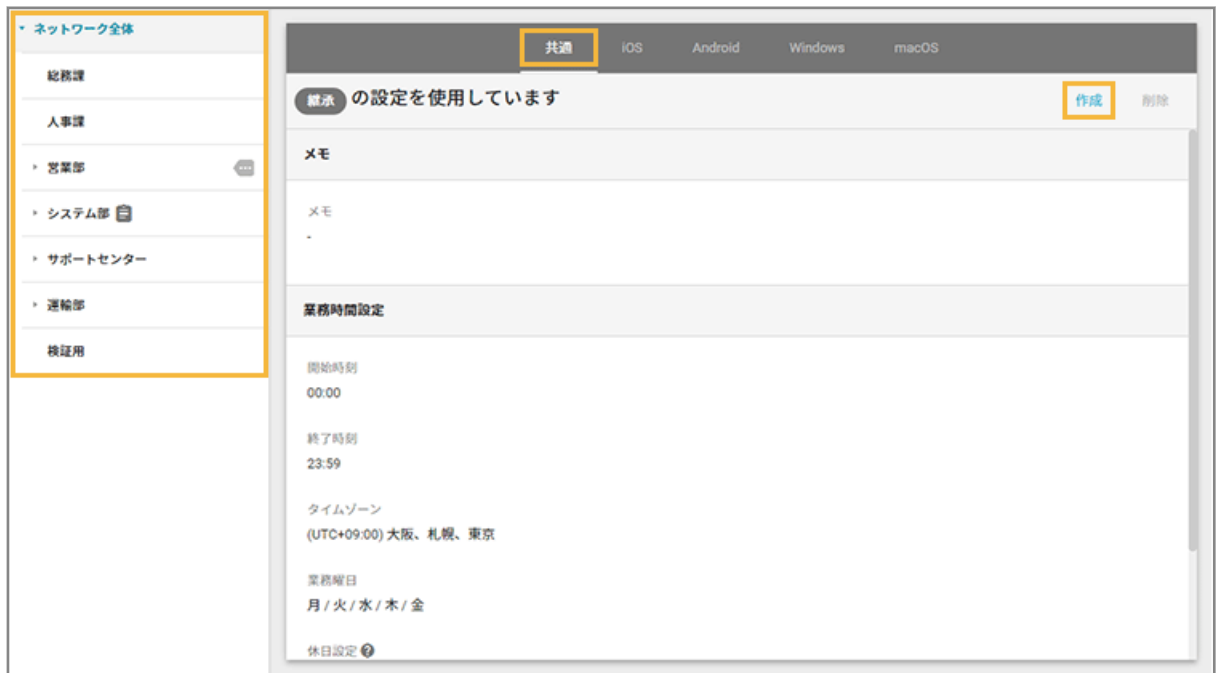 ネットワーク全体
総務課
人事課
営業部
システム部
サポートセンター
運輸部
検証用
共通 iOS Android Windows macOS
継承 の設定を使用しています
作成 削除
メモ
メモ
-
業務時間設定
開始時刻
00:00
終了時刻
23:59
タイムゾーン
(UTC+09:00) 大阪、札幌、東京
業務曜日
月 / 火 / 水 / 木 / 金
休日設定